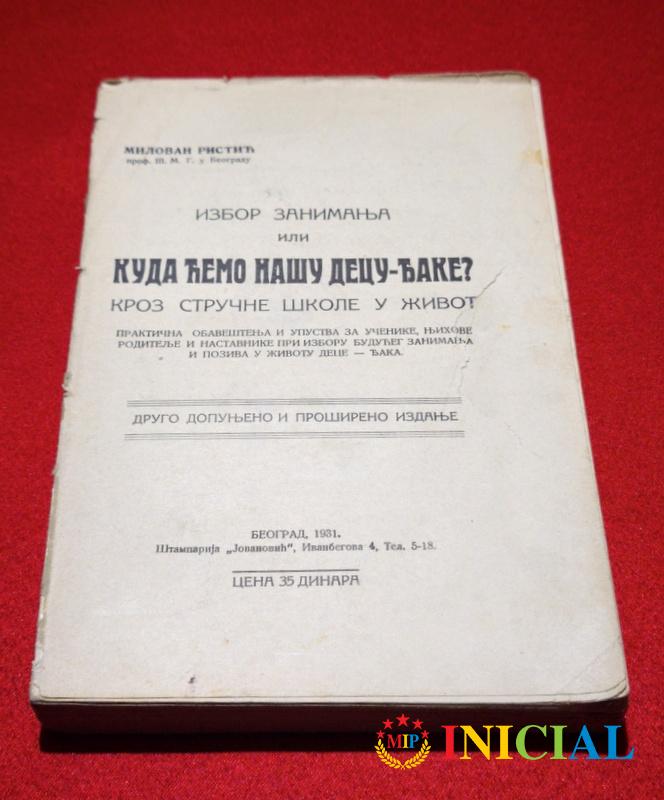 МИЛОВАН РИСТИЋ
проф. III. М. Г. у Београду
ИЗБОР ЗАНИМАЊА
ИЛИ
КУДА ЋЕМО НАШУ ДЕЦУ-ЂАКЕ?
КРОЗ СТРУЧНЕ ШКОЛЕ У ЖИВОТ
ПРАКТИЧНА ОБАВЕШТЕЊА И УПУСТВА ЗА УЧЕНИКЕ, ЊИХОВЕ
РОДИТЕЉЕ И НАСТАВНИКЕ ПРИ ИЗБОРУ БУДУЋЕГ ЗАНИМАЊА
И ПОЗИВА У ЖИВОТУ ДЕЦЕ — ЂАКА.
ДРУГО ДОПУЊЕНО И ПРОШИРЕНО ИЗДАЊЕ
БЕОГРАД, 1931.
Штампарија „Јовановић", Иванбегова 4, Тел. 5-18.
ЦЕНА 35 ДИНАРА
MIP INICIAL